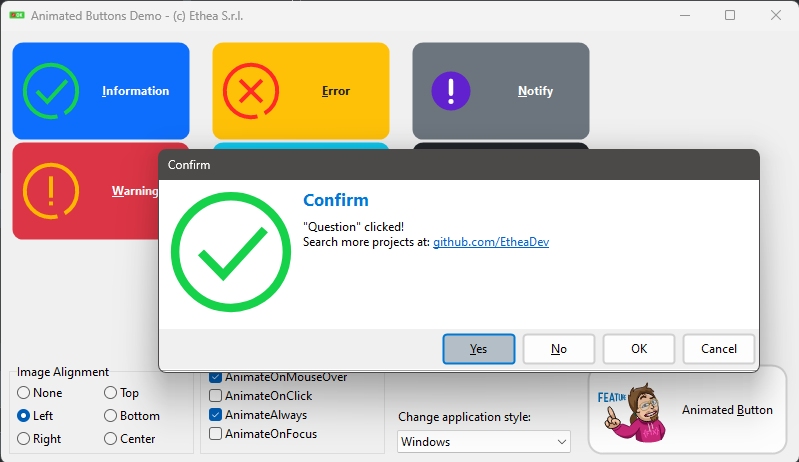 Animated Buttons Demo - (c) Ethea S.r.l.
Information
Error
Notify
Warning
Confirm
Confirm
"Question" clicked!
Search more projects at: github.com/EtheaDev
Yes
No
OK
Cancel
Image Alignment
None
Top
Left
Bottom
Right
Center
AnimateOnMouseOver
AnimateOnClick
AnimateAlways
AnimateOnFocus
Change application style:
Windows
FEATURE
Animated Button